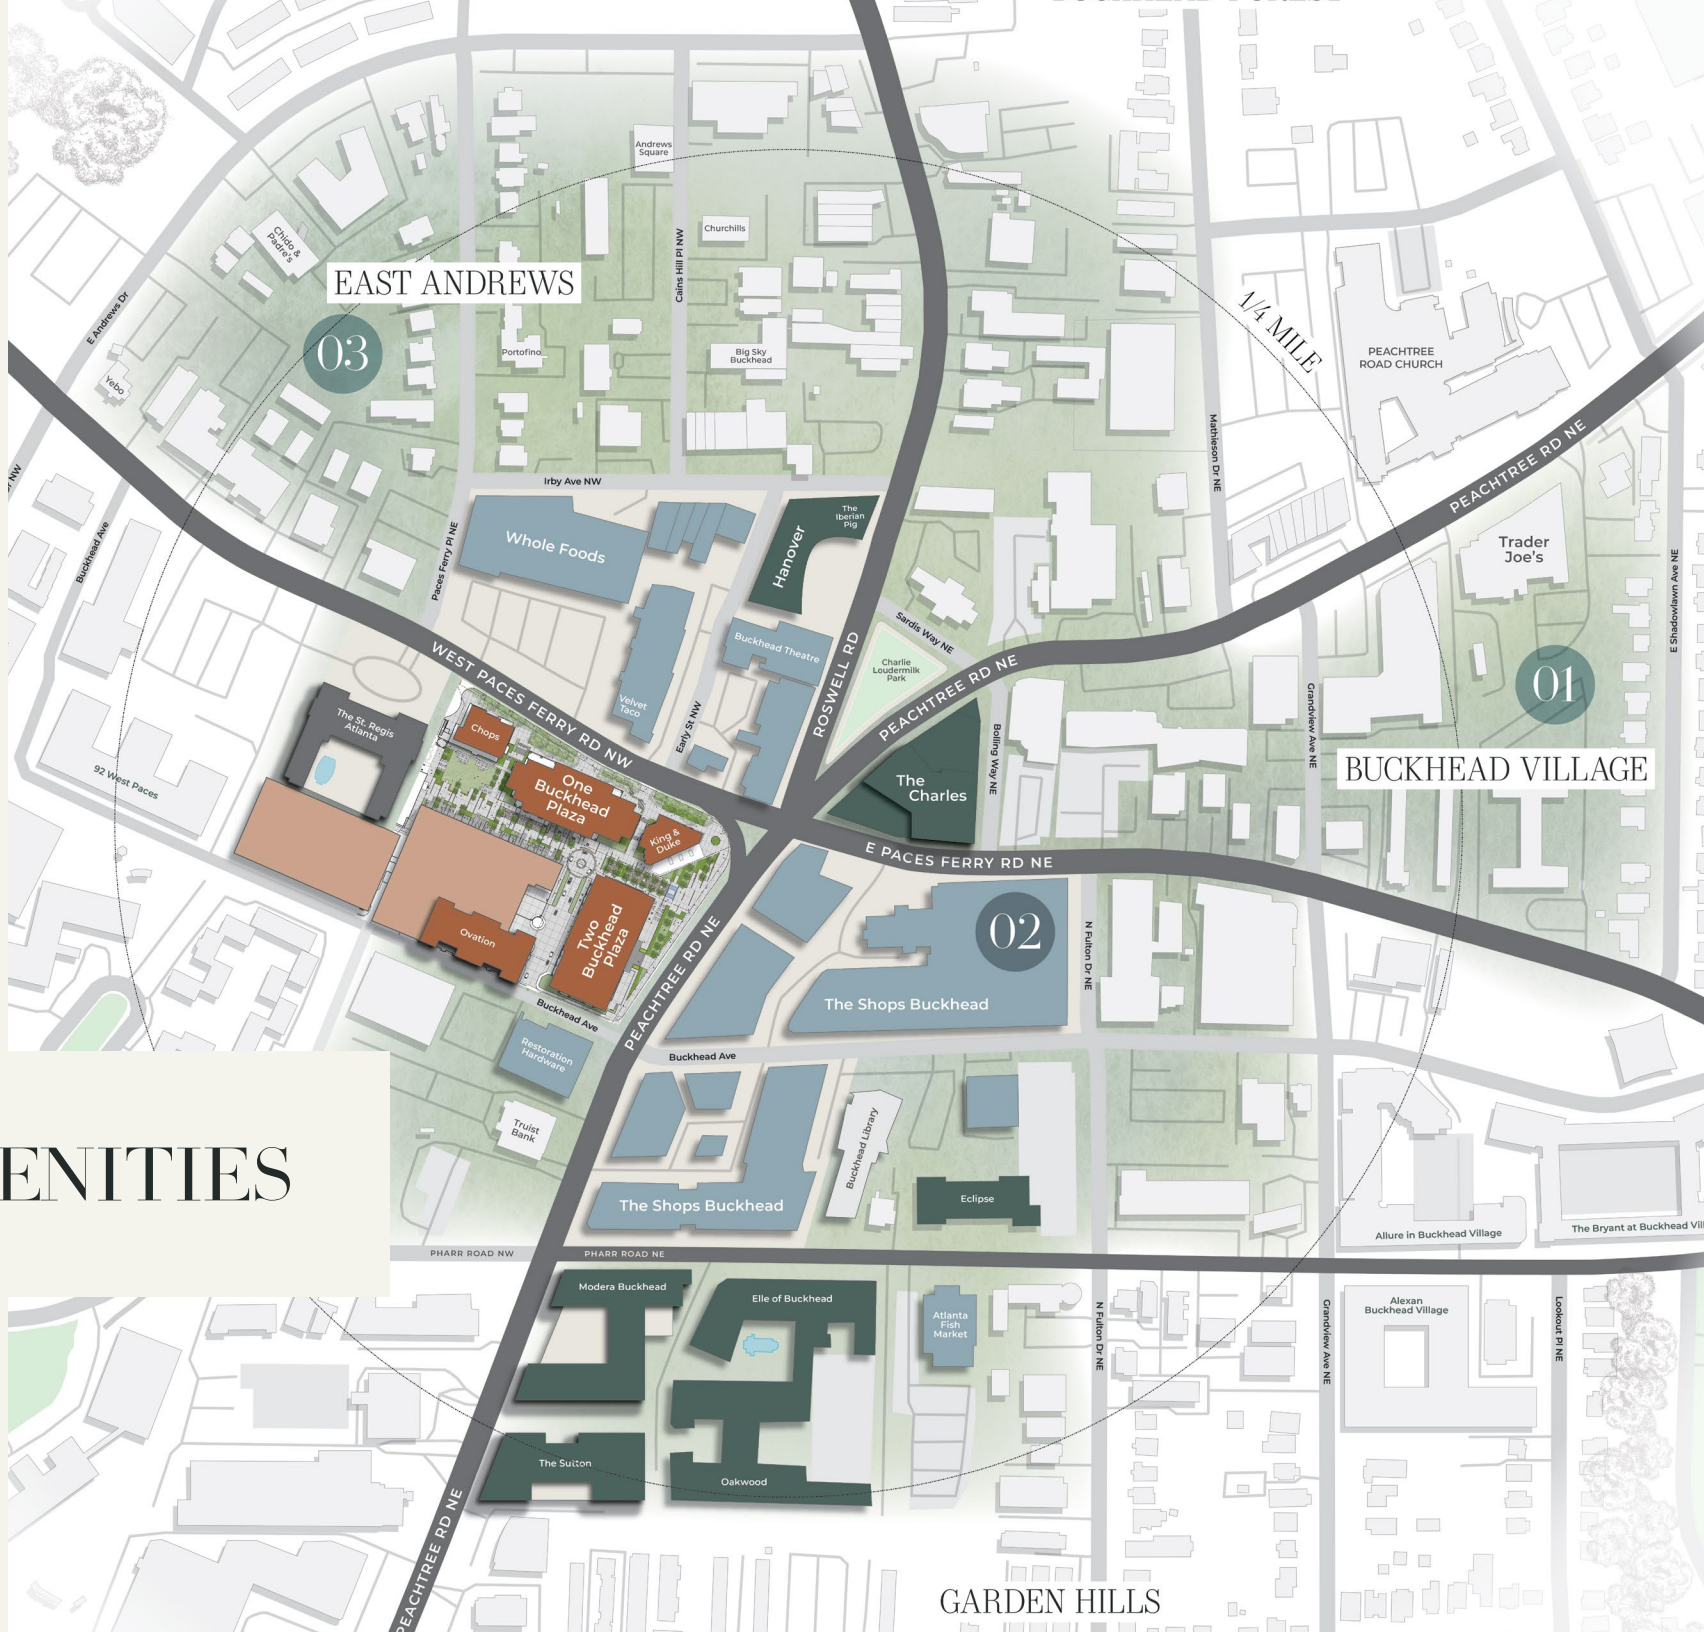 Andrews
Square
Chido &
Padre's
Churchills
Cains Hill Pl NW
EAST ANDREWS
03
E Andrews Dr
Yebo
Portofino
Big Sky
Buckhead
1/4 MILE
PEACHTREE
ROAD CHURCH
Mathieson Dr NE
PEACHTREE RD NE
NW
Irby Ave NW
Buckhead Ave
Paces Ferry Pl NE
Whole Foods
Hanover
The
Iberian
Pig
Trader
Joe's
E Shadowlawn Ave NE
Sardis Way NE
Buckhead Theatre
ROSWELL RD
Charlie
Loudermilk
Park
PEACHTREE RD NE
WEST PACES FERRY RD NW
Velvet
Taco
Early St NW
01
Grandview Ave NE
BUCKHEAD VILLAGE
The St. Regis
Atlanta
92 West Paces
Chops
One
Buckhead
Plaza
King &
Duke
The
Charles
Bolling Way NE
E PACES FERRY RD NE
02
Ovation
Two
Buckhead
Plaza
PEACHTREE RD NE
N Fulton Dr NE
The Shops Buckhead
Buckhead Ave
Restoration
Hardware
Buckhead Ave
Truist
Bank
Buckhead Library
ENITIES
The Shops Buckhead
Eclipse
Allure in Buckhead Village
The Bryant at Buckhead Vil
PHARR ROAD NW
PHARR ROAD NE
Modera Buckhead
Elle of Buckhead
Atlanta
Fish
Market
N Fulton Dr NE
Grandview Ave NE
Alexan
Buckhead Village
Lookout Pl NE
The Sutton
Oakwood
PEACHTREE RD NE
GARDEN HILLS